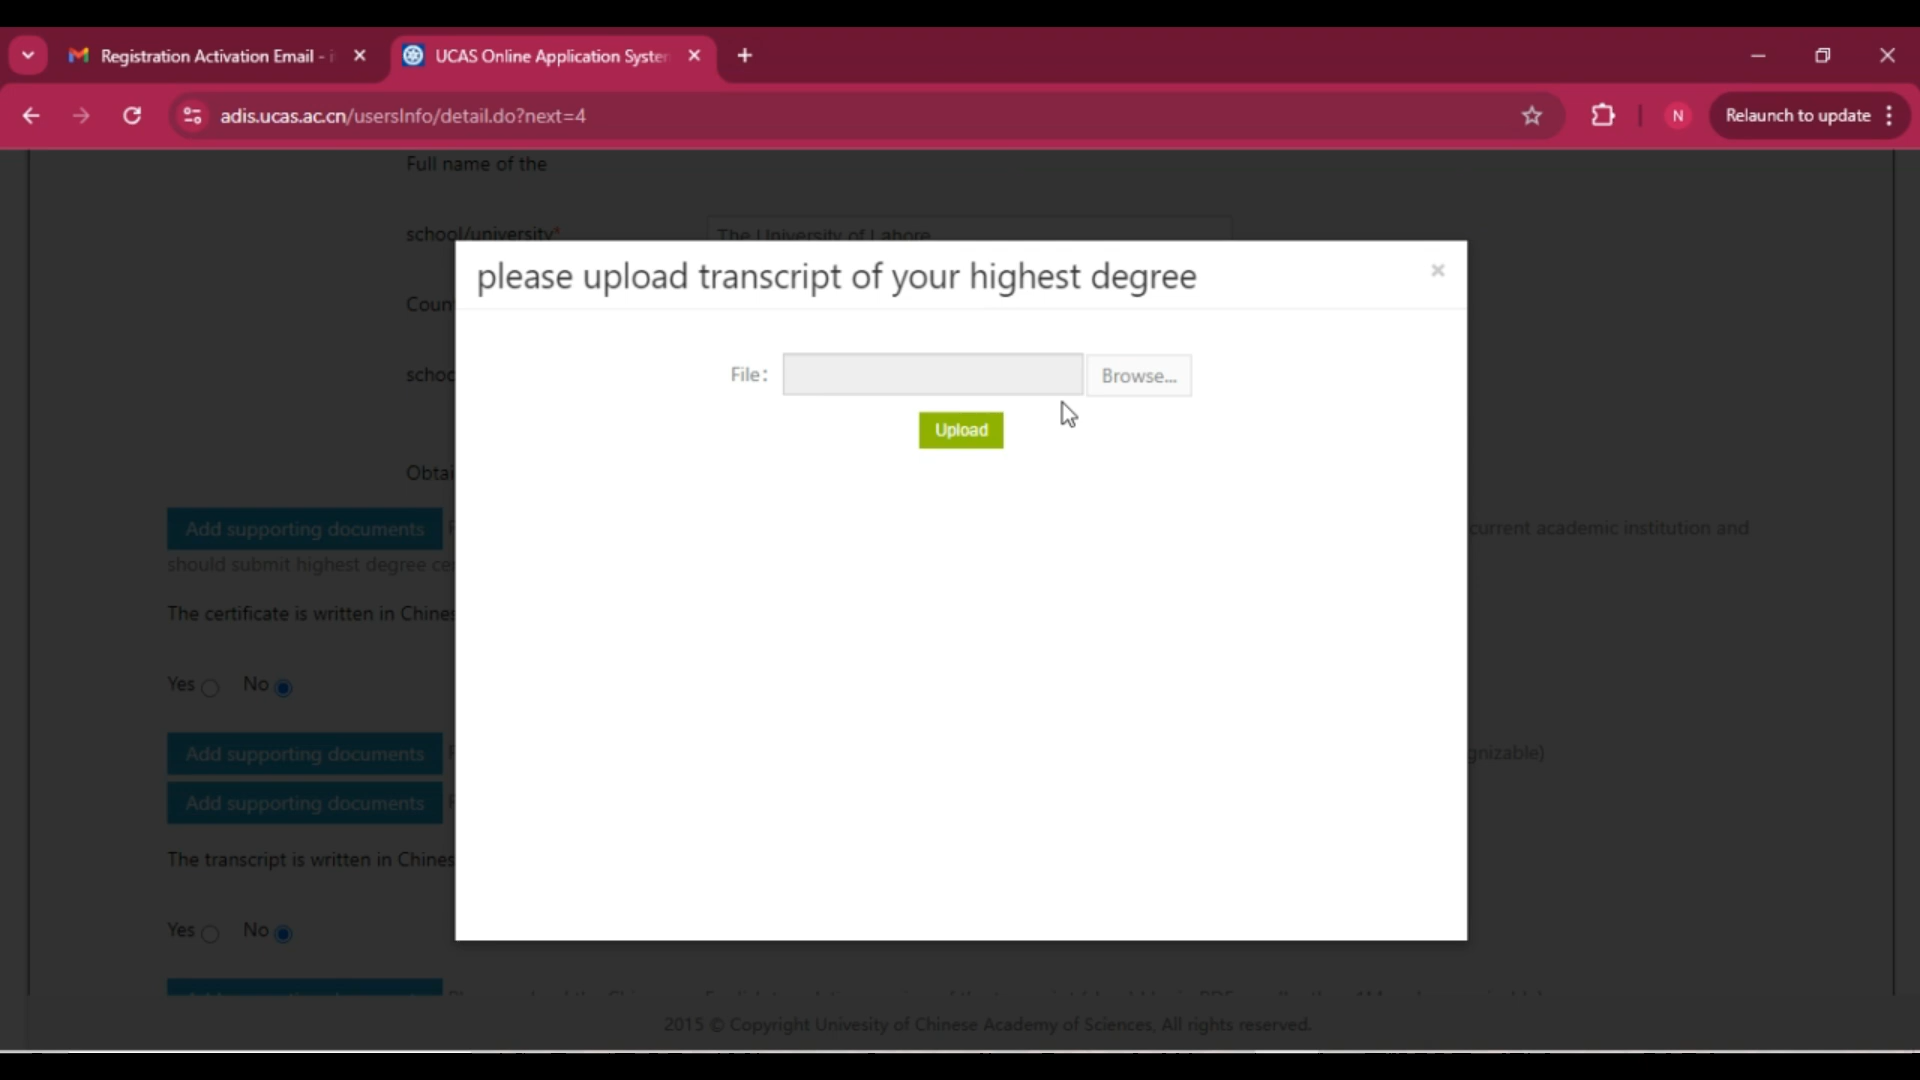 Registration Activation Email -
UCAS Online Application System
adis.ucas.ac.cn/usersInfo/detail.do?next=4
N
Relaunch to update
Full name of the
school/university*
The University of Lahore
please upload transcript of your highest degree
×
Coun
File:
Browse...
schoo
Upload
Obtai
Add supporting documents
current academic institution and
should submit highest degree ce
The certificate is written in Chines
Yes No
Add supporting documents
gnizable)
Add supporting documents
The transcript is written in Chines
Yes No
2015 © Copyright Univesity of Chinese Academy of Sciences, All rights reserved.